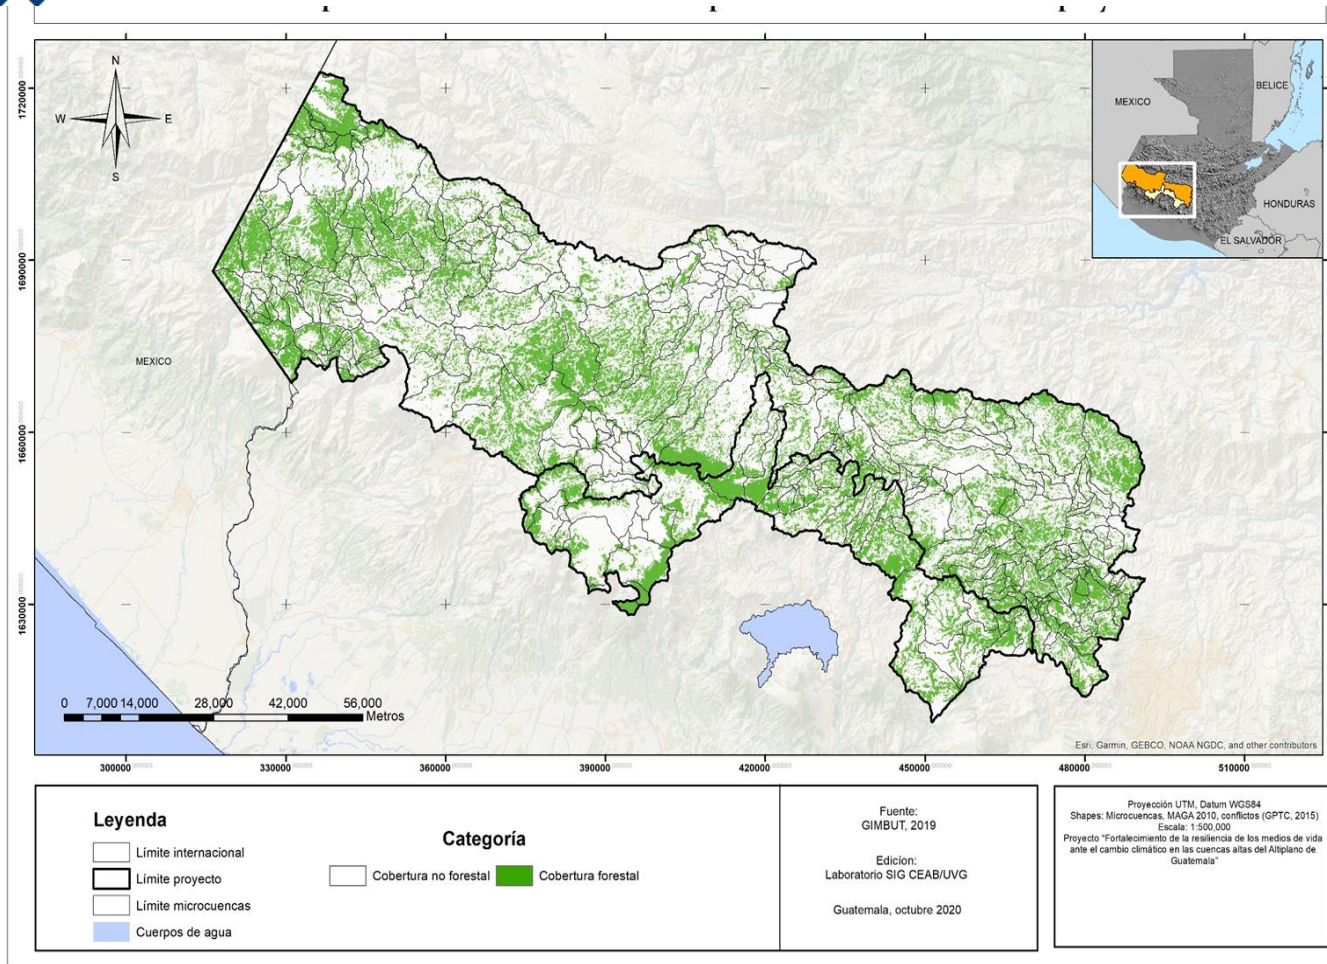 N
W
E
S
MEXICO
BELICE
HONDURAS
EL SALVADOR
MEXICO
1720000
1690000
1660000
1630000
0 7,000 14,000 28,000 42,000 56,000
Metros
Esri, Garmin, GEBCO, NOAA NGDC, and other contributors
300000 330000 360000 390000 420000 450000 480000 510000
Leyenda
Límite internacional
Límite proyecto
Límite microcuencas
Cuerpos de agua
Categoría
Cobertura no forestal
Cobertura forestal
Fuente:
GIMBUT, 2019
Edicíon:
Laboratorio SIG CEAB/UVG
Guatemala, octubre 2020
Proyección UTM, Datum WGS84
Shapes: Microcuencas, MAGA 2010, conflictos (GPTC, 2015)
Escala: 1:500,000
Proyecto "Fortalecimiento de la resiliencia de los medios de vida
ante el cambio climático en las cuencas altas del Altiplano de
Guatemala"